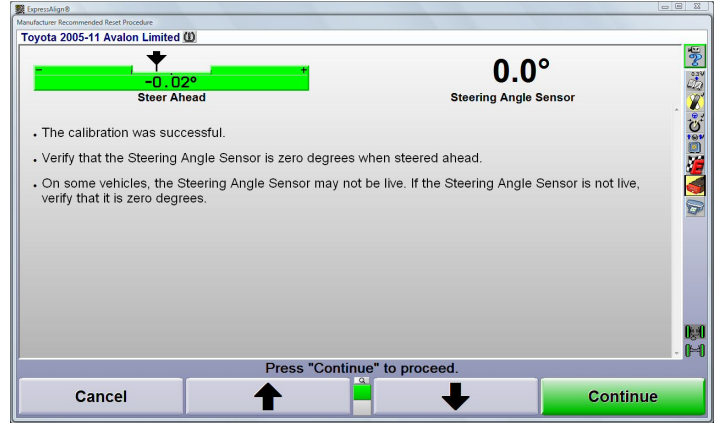 ExpressAlign®
Manufacturer Recommended Reset Procedure
Toyota 2005-11 Avalon Limited
- +
-0.02°
Steer Ahead
0.0°
Steering Angle Sensor
• The calibration was successful.
• Verify that the Steering Angle Sensor is zero degrees when steered ahead.
• On some vehicles, the Steering Angle Sensor may not be live. If the Steering Angle Sensor is not live,
verify that it is zero degrees.
Press "Continue" to proceed.
Cancel
Continue